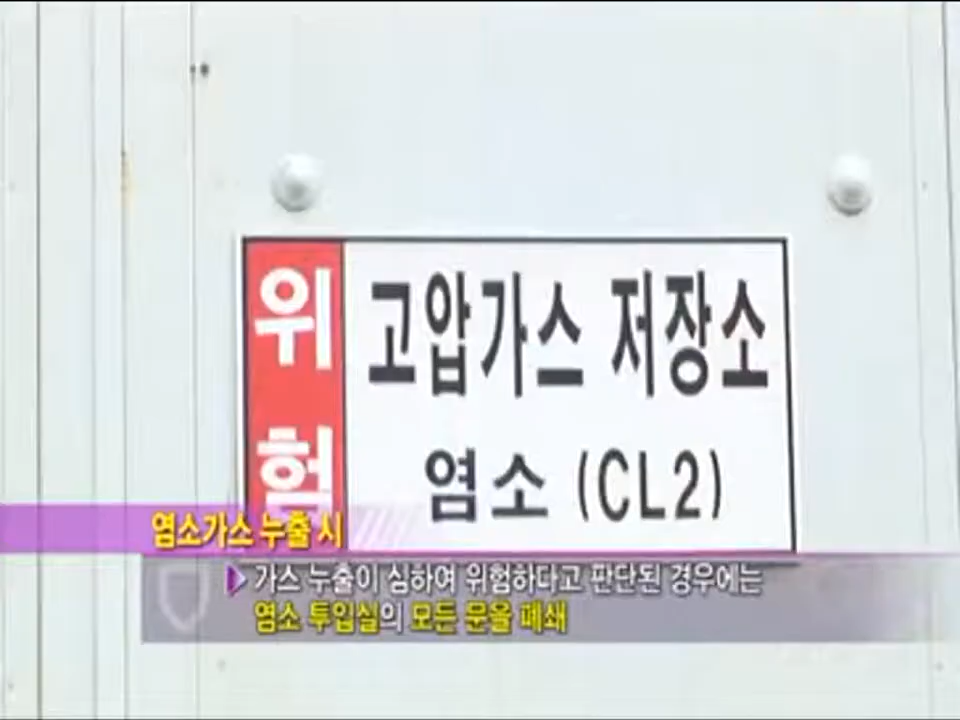 위험
고압가스 저장소
염소 (CL2)
염소가스 누출 시
가스 누출이 심하여 위험하다고 판단된 경우에는
염소 투입실의 모든 문을 폐쇄